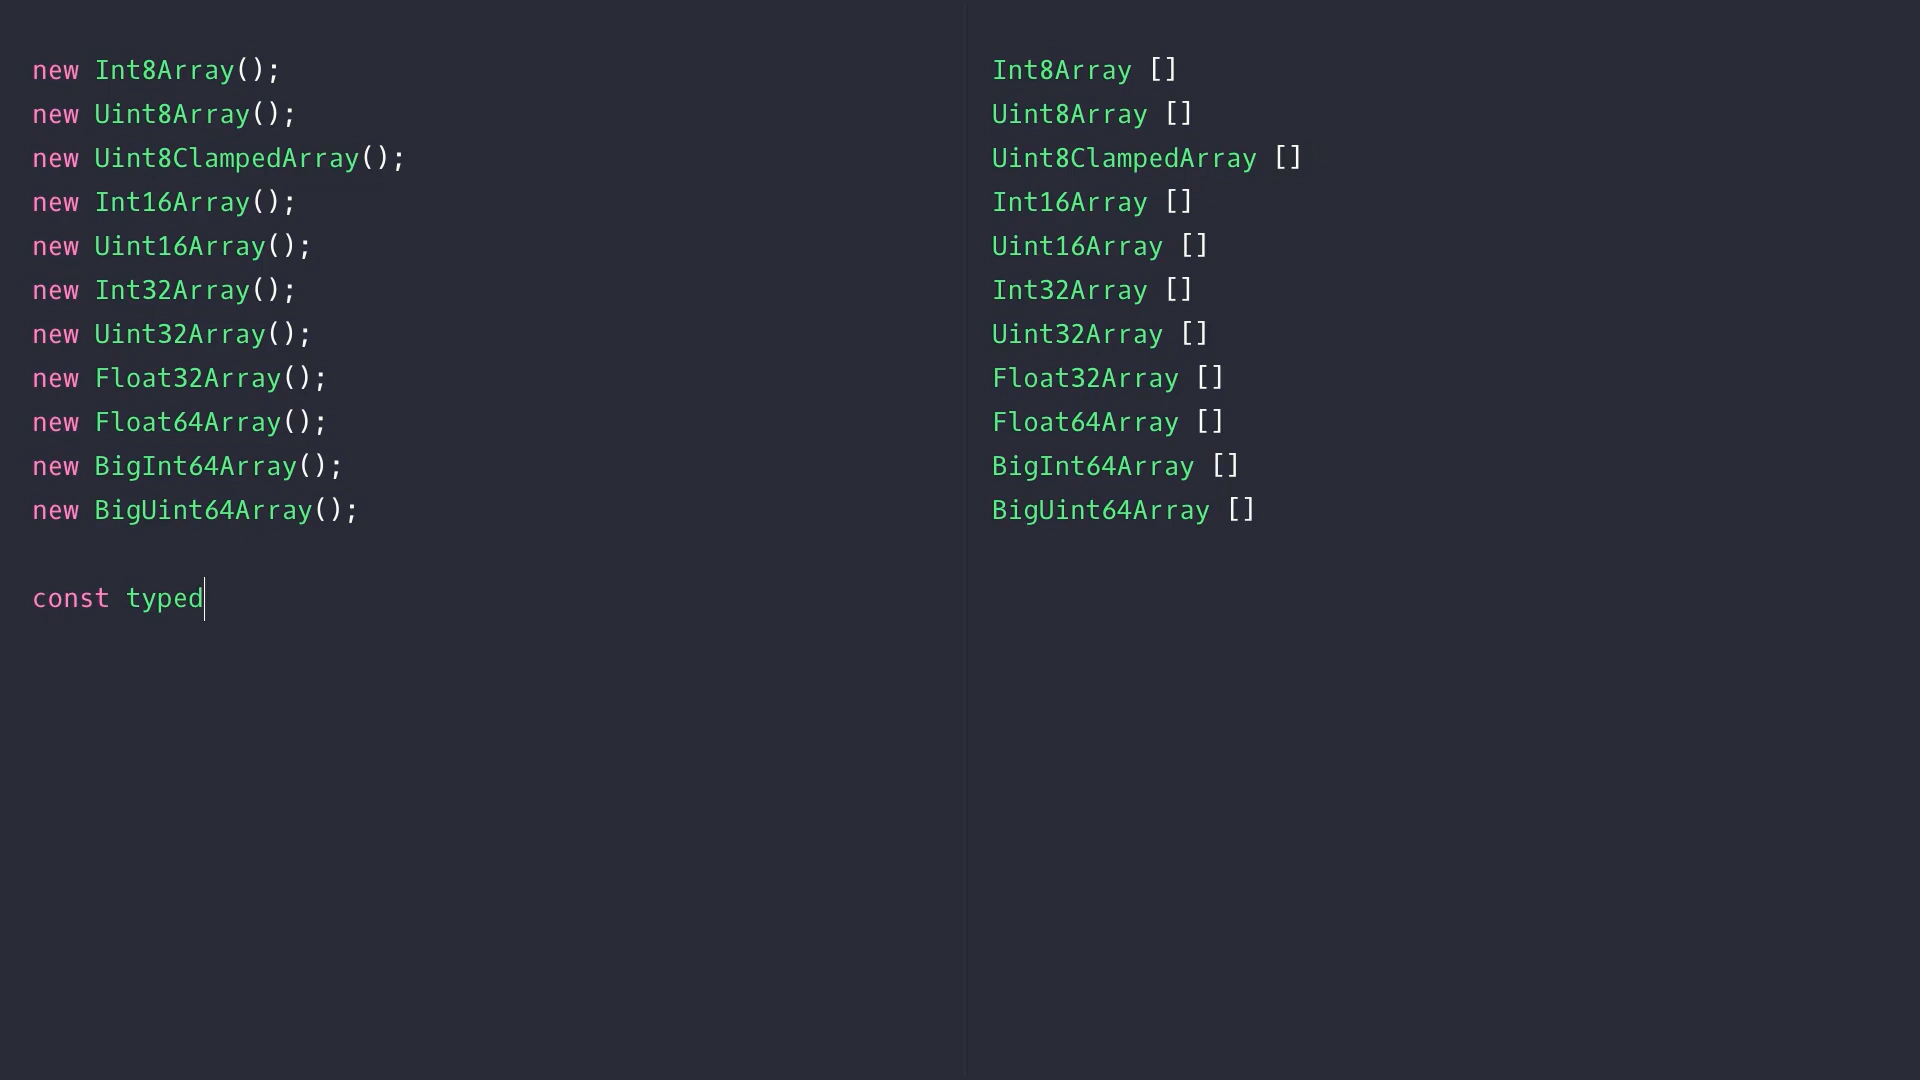 new Int8Array();
new Uint8Array();
new Uint8ClampedArray();
new Int16Array();
new Uint16Array();
new Int32Array();
new Uint32Array();
new Float32Array();
new Float64Array();
new BigInt64Array();
new BigUint64Array();
const typed
Int8Array []
Uint8Array []
Uint8ClampedArray []
Int16Array []
Uint16Array []
Int32Array []
Uint32Array []
Float32Array []
Float64Array []
BigInt64Array []
BigUint64Array []